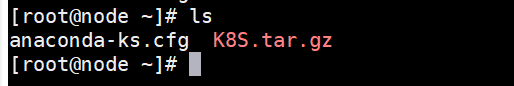 [root@node ~]# ls
anaconda-ks.cfg  K8S.tar.gz
[root@node ~]#